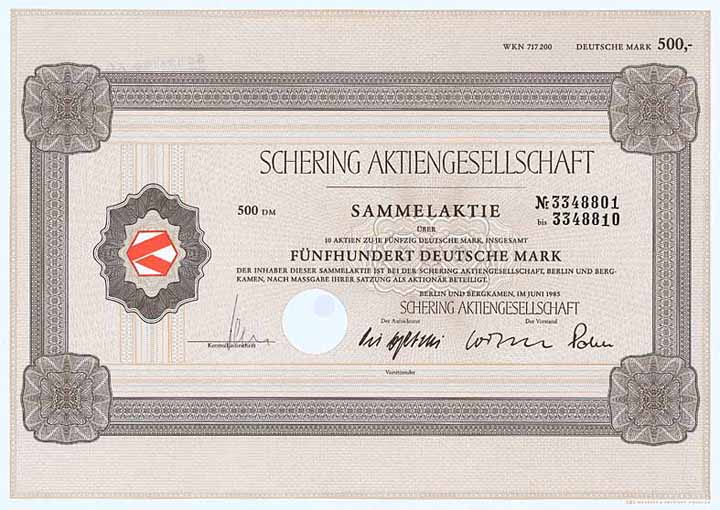 WKN 717 200 DEUTSCHE MARK 500,-
SCHERING AKTIENGESELLSCHAFT
500 DM SAMMELAKTIE Nr. 3348801
ÜBER bis 3348810
10 AKTIEN ZU JE FÜNFZIG DEUTSCHE MARK, INSGESAMT
FÜNFHUNDERT DEUTSCHE MARK
DER INHABER DIESER SAMMELAKTIE IST BEI DER SCHERING AKTIENGESELLSCHAFT, BERLIN UND BERG-
KAMEN, NACH MASSGABE IHRER SATZUNG ALS AKTIONÄR BETEILIGT.
BERLIN UND BERGKAMEN, IM JUNI 1985
SCHERING AKTIENGESELLSCHAFT
Der Aufsichtsrat Der Vorstand
Kontrollunterschrift
Vorsitzender